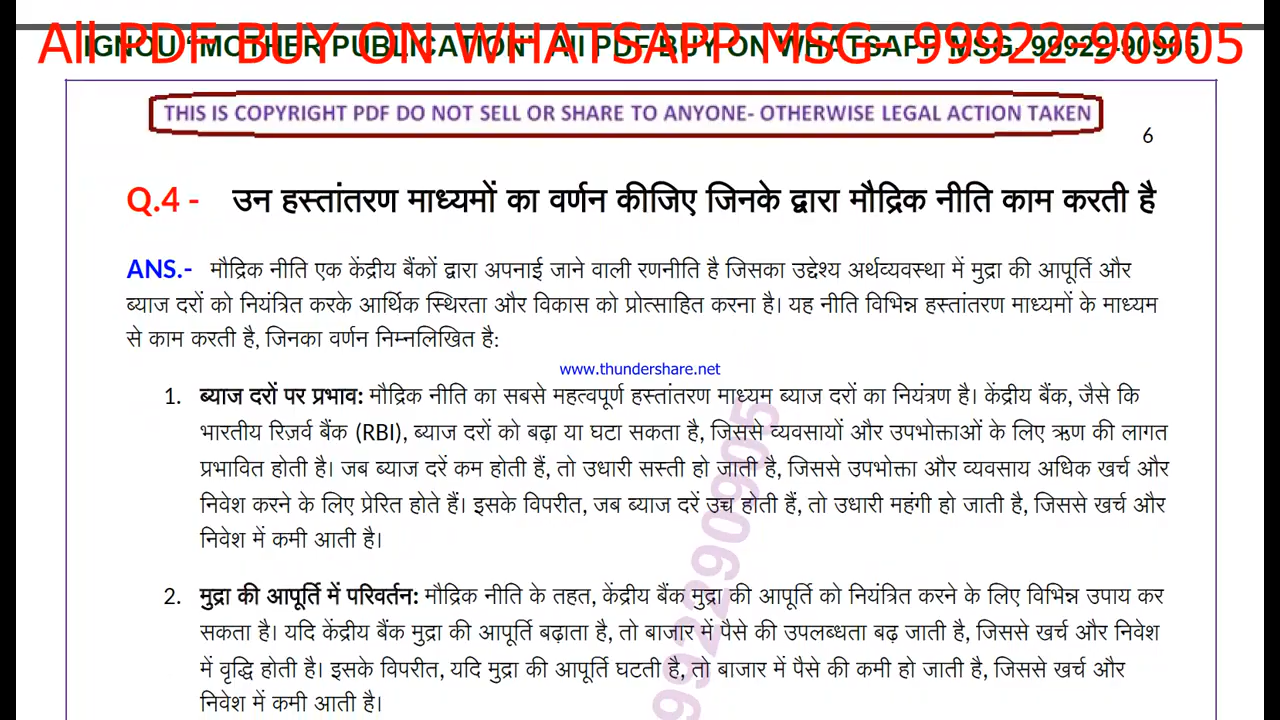 All PDF BUY ON WHATSAPP MSG- 99922-90905
IGNOU "MOTHER PUBLICATION" All PDF BUY ON WHATSAPP MSG- 99922-90905
THIS IS COPYRIGHT PDF DO NOT SELL OR SHARE TO ANYONE- OTHERWISE LEGAL ACTION TAKEN
6
Q.4 - उन हस्तांतरण माध्यमों का वर्णन कीजिए जिनके द्वारा मौद्रिक नीति काम करती है
ANS.- मौद्रिक नीति एक केंद्रीय बैंकों द्वारा अपनाई जाने वाली रणनीति है जिसका उद्देश्य अर्थव्यवस्था में मुद्रा की आपूर्ति और
ब्याज दरों को नियंत्रित करके आर्थिक स्थिरता और विकास को प्रोत्साहित करना है। यह नीति विभिन्न हस्तांतरण माध्यमों के माध्यम
से काम करती है, जिनका वर्णन निम्नलिखित है:
www.thundershare.net
1. ब्याज दरों पर प्रभाव: मौद्रिक नीति का सबसे महत्वपूर्ण हस्तांतरण माध्यम ब्याज दरों का नियंत्रण है। केंद्रीय बैंक, जैसे कि
भारतीय रिज़र्व बैंक (RBI), ब्याज दरों को बढ़ा या घटा सकता है, जिससे व्यवसायों और उपभोक्ताओं के लिए ऋण की लागत
प्रभावित होती है। जब ब्याज दरें कम होती हैं, तो उधारी सस्ती हो जाती है, जिससे उपभोक्ता और व्यवसाय अधिक खर्च और
निवेश करने के लिए प्रेरित होते हैं। इसके विपरीत, जब ब्याज दरें उच्च होती हैं, तो उधारी महंगी हो जाती है, जिससे खर्च और
निवेश में कमी आती है।
2. मुद्रा की आपूर्ति में परिवर्तन: मौद्रिक नीति के तहत, केंद्रीय बैंक मुद्रा की आपूर्ति को नियंत्रित करने के लिए विभिन्न उपाय कर
सकता है। यदि केंद्रीय बैंक मुद्रा की आपूर्ति बढ़ाता है, तो बाजार में पैसे की उपलब्धता बढ़ जाती है, जिससे खर्च और निवेश
में वृद्धि होती है। इसके विपरीत, यदि मुद्रा की आपूर्ति घटती है, तो बाजार में पैसे की कमी हो जाती है, जिससे खर्च और
निवेश में कमी आती है।
9992290905